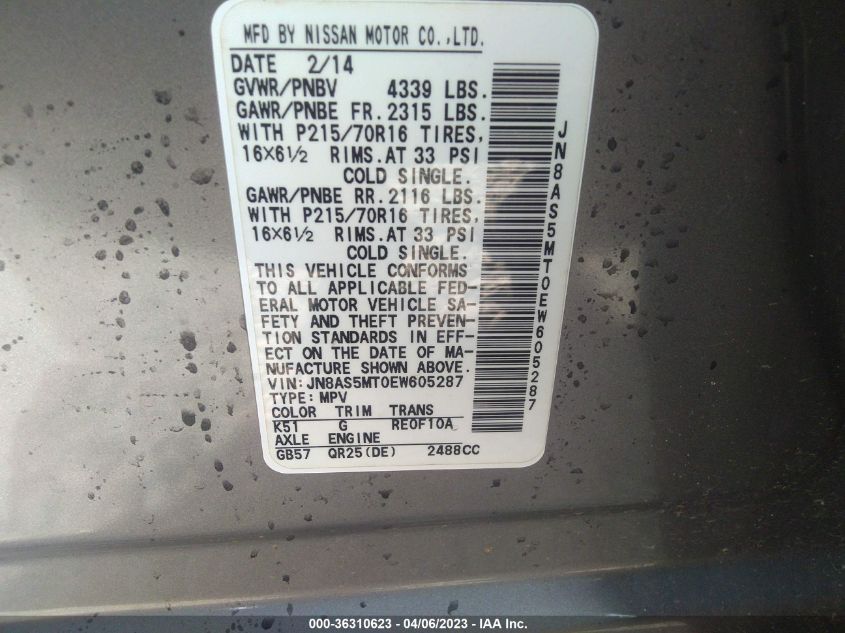 MFD BY NISSAN MOTOR CO.,LTD.
DATE 2/14
GVWR/PNBV 4339 LBS.
GAWR/PNBE FR. 2315 LBS.
WITH P215/70R16 TIRES,
16×6½ RIMS.AT 33 PSI
COLD SINGLE.
GAWR/PNBE RR. 2116 LBS.
WITH P215/70R16 TIRES,
16×6½ RIMS.AT 33 PSI
COLD SINGLE.
THIS VEHICLE CONFORMS
TO ALL APPLICABLE FED-
ERAL MOTOR VEHICLE SA-
FETY AND THEFT PREVEN-
TION STANDARDS IN EFF-
ECT ON THE DATE OF MA-
NUFACTURE SHOWN ABOVE.
VIN: JN8AS5MT0EW605287
TYPE: MPV
COLOR TRIM TRANS
K51 G RE0F10A
AXLE ENGINE
GB57 QR25(DE) 2488CC
JN8AS5MT0EW605287
000-36310623 - 04/06/2023 - IAA Inc.